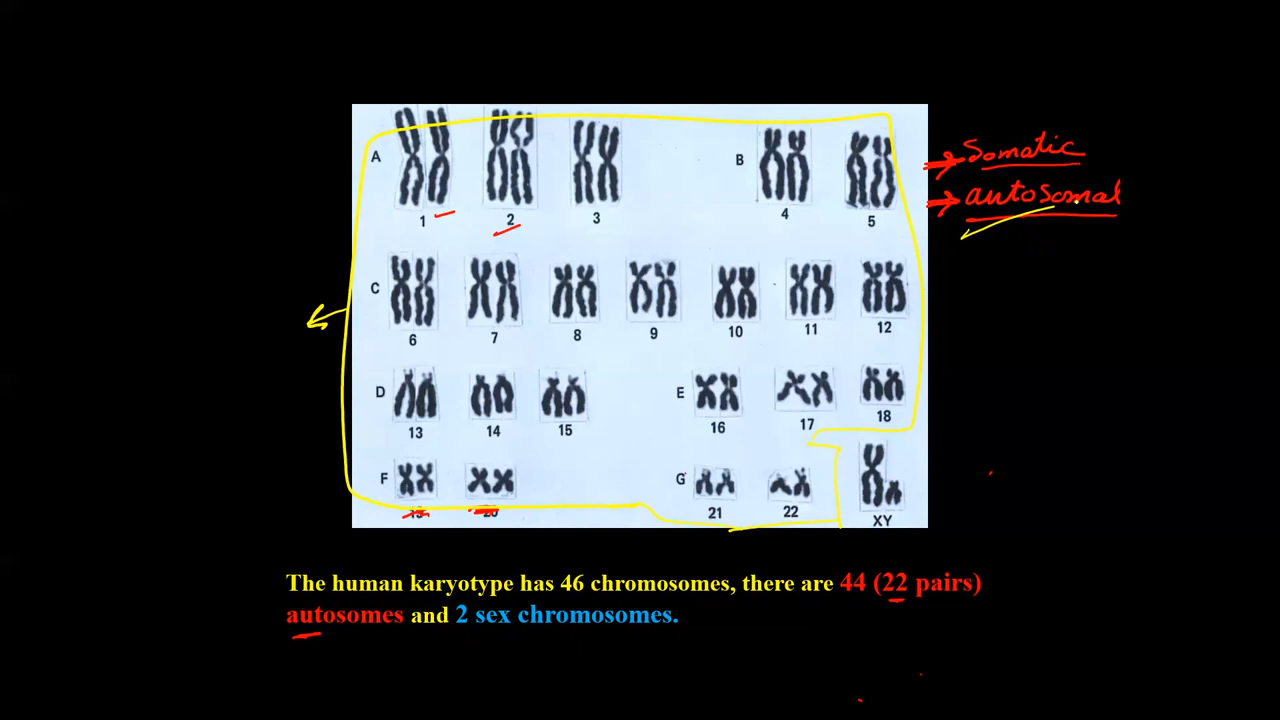 A
B
→ Somatic
→ autosomal
1
2
3
4
5
C
6
7
8
9
10
11
12
D
E
13
14
15
16
17
18
F
G
19
20
21
22
XY
The human karyotype has 46 chromosomes, there are 44 (22 pairs)
autosomes and 2 sex chromosomes.